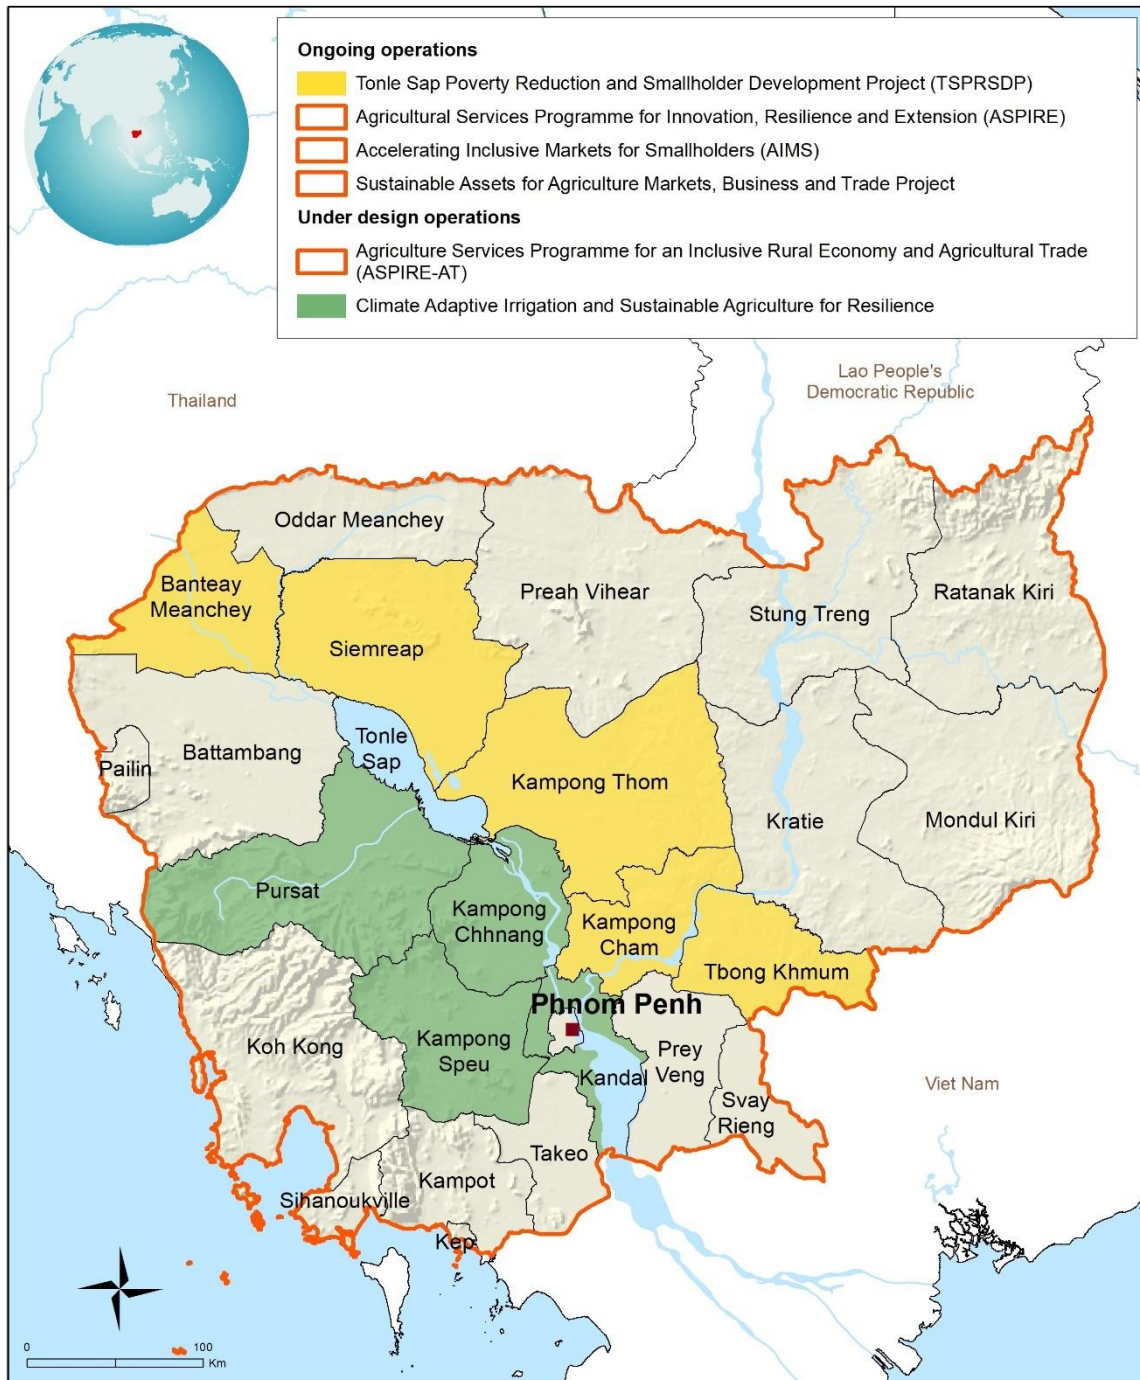 Ongoing operations
Tonle Sap Poverty Reduction and Smallholder Development Project (TSPRSDP)
Agricultural Services Programme for Innovation, Resilience and Extension (ASPIRE)
Accelerating Inclusive Markets for Smallholders (AIMS)
Sustainable Assets for Agriculture Markets, Business and Trade Project
Under design operations
Agriculture Services Programme for an Inclusive Rural Economy and Agricultural Trade
(ASPIRE-AT)
Climate Adaptive Irrigation and Sustainable Agriculture for Resilience
Thailand
Lao People's
Democratic Republic
Oddar Meanchey
Banteay
Meanchey
Preah Vihear
Ratanak Kiri
Stung Treng
Siemreap
Tonle
Sap
Battambang
Pailin
Kampong Thom
Kratie
Mondul Kiri
Pursat
Kampong
Chhnang
Kampong
Cham
Tbong Khmum
Phnom Penh
Koh Kong
Kampong
Speu
Kandal
Prey
Veng
Svay
Rieng
Viet Nam
Takeo
Kampot
Sihanoukville
Kep
0
100
Km